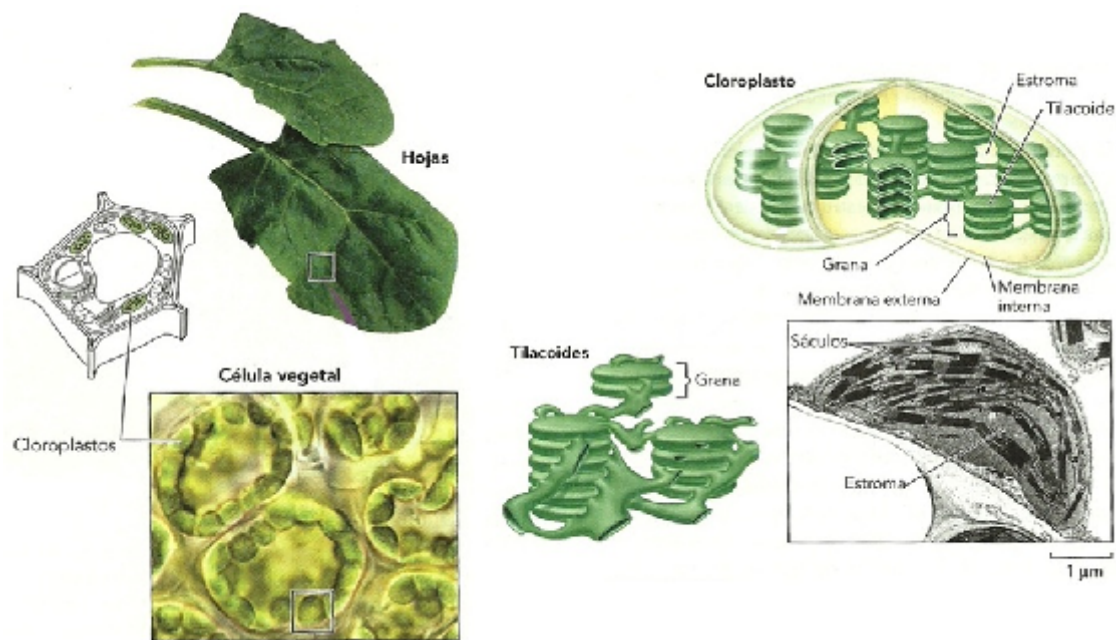 Hojas
Célula vegetal
Cloroplastos
Cloroplasto
Estroma
Tilacoide
Grana
Membrana externa
Membrana
interna
Tilacoides
Grana
Sáculos
Estroma
1 µm